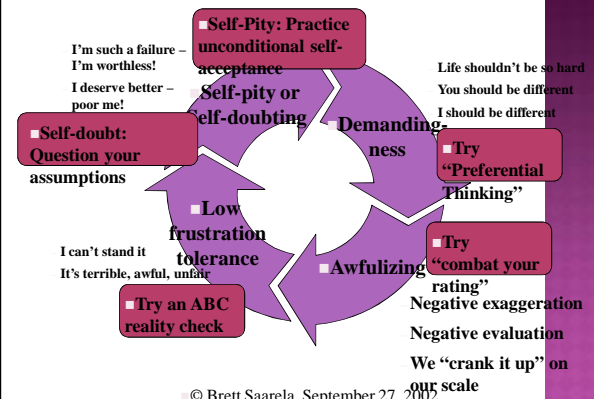 ■Self-Pity: Practice
unconditional self-
acceptance
I'm such a failure –
I'm worthless!
I deserve better –
poor me!
■Self-pity or
Self-doubting
Life shouldn't be so hard
You should be different
I should be different
■Self-doubt:
Question your
assumptions
■Demanding-
ness
■Try
“Preferential
Thinking”
■Low
frustration
tolerance
I can't stand it
It's terrible, awful, unfair
■Try an ABC
reality check
■Awfulizing
■Try
“combat your
rating”
Negative exaggeration
Negative evaluation
We “crank it up” on
our scale
■© Brett Saarela, September 27, 2002